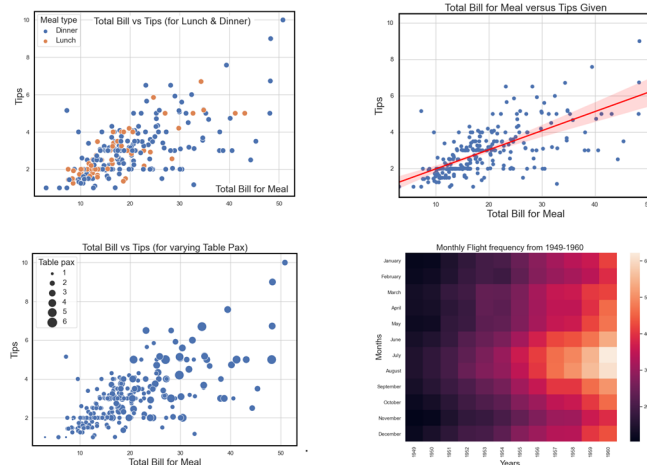 Total Bill vs Tips (for Lunch & Dinner)
Meal type
Dinner
Lunch
10
8
6
4
2
Tips
10
20
30
40
50
Total Bill for Meal
Total Bill for Meal versus Tips Given
10
8
6
4
2
Tips
10
20
30
40
Total Bill for Meal
Total Bill vs Tips (for varying Table Pax)
Table pax
1
2
3
4
5
6
10
8
6
4
2
Tips
0
10
20
30
40
50
Total Bill for Meal
Monthly Flight frequency from 1949-1960
Months
January
February
March
April
May
June
July
August
September
October
November
December
1949
1950
1951
1952
1953
1954
1955
1956
1957
1958
1959
1960
Years